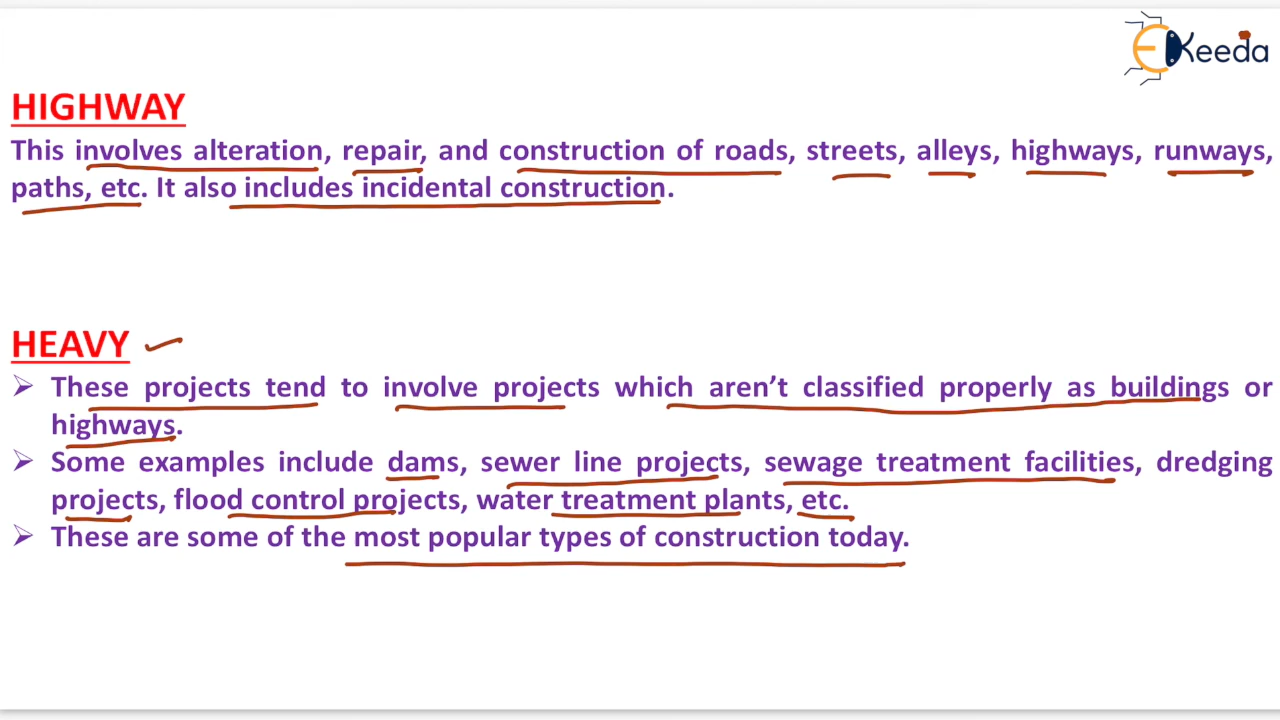 EKeeda
HIGHWAY
This involves alteration, repair, and construction of roads, streets, alleys, highways, runways,
paths, etc. It also includes incidental construction.
HEAVY
➢ These projects tend to involve projects which aren’t classified properly as buildings or
highways.
➢ Some examples include dams, sewer line projects, sewage treatment facilities, dredging
projects, flood control projects, water treatment plants, etc.
➢ These are some of the most popular types of construction today.